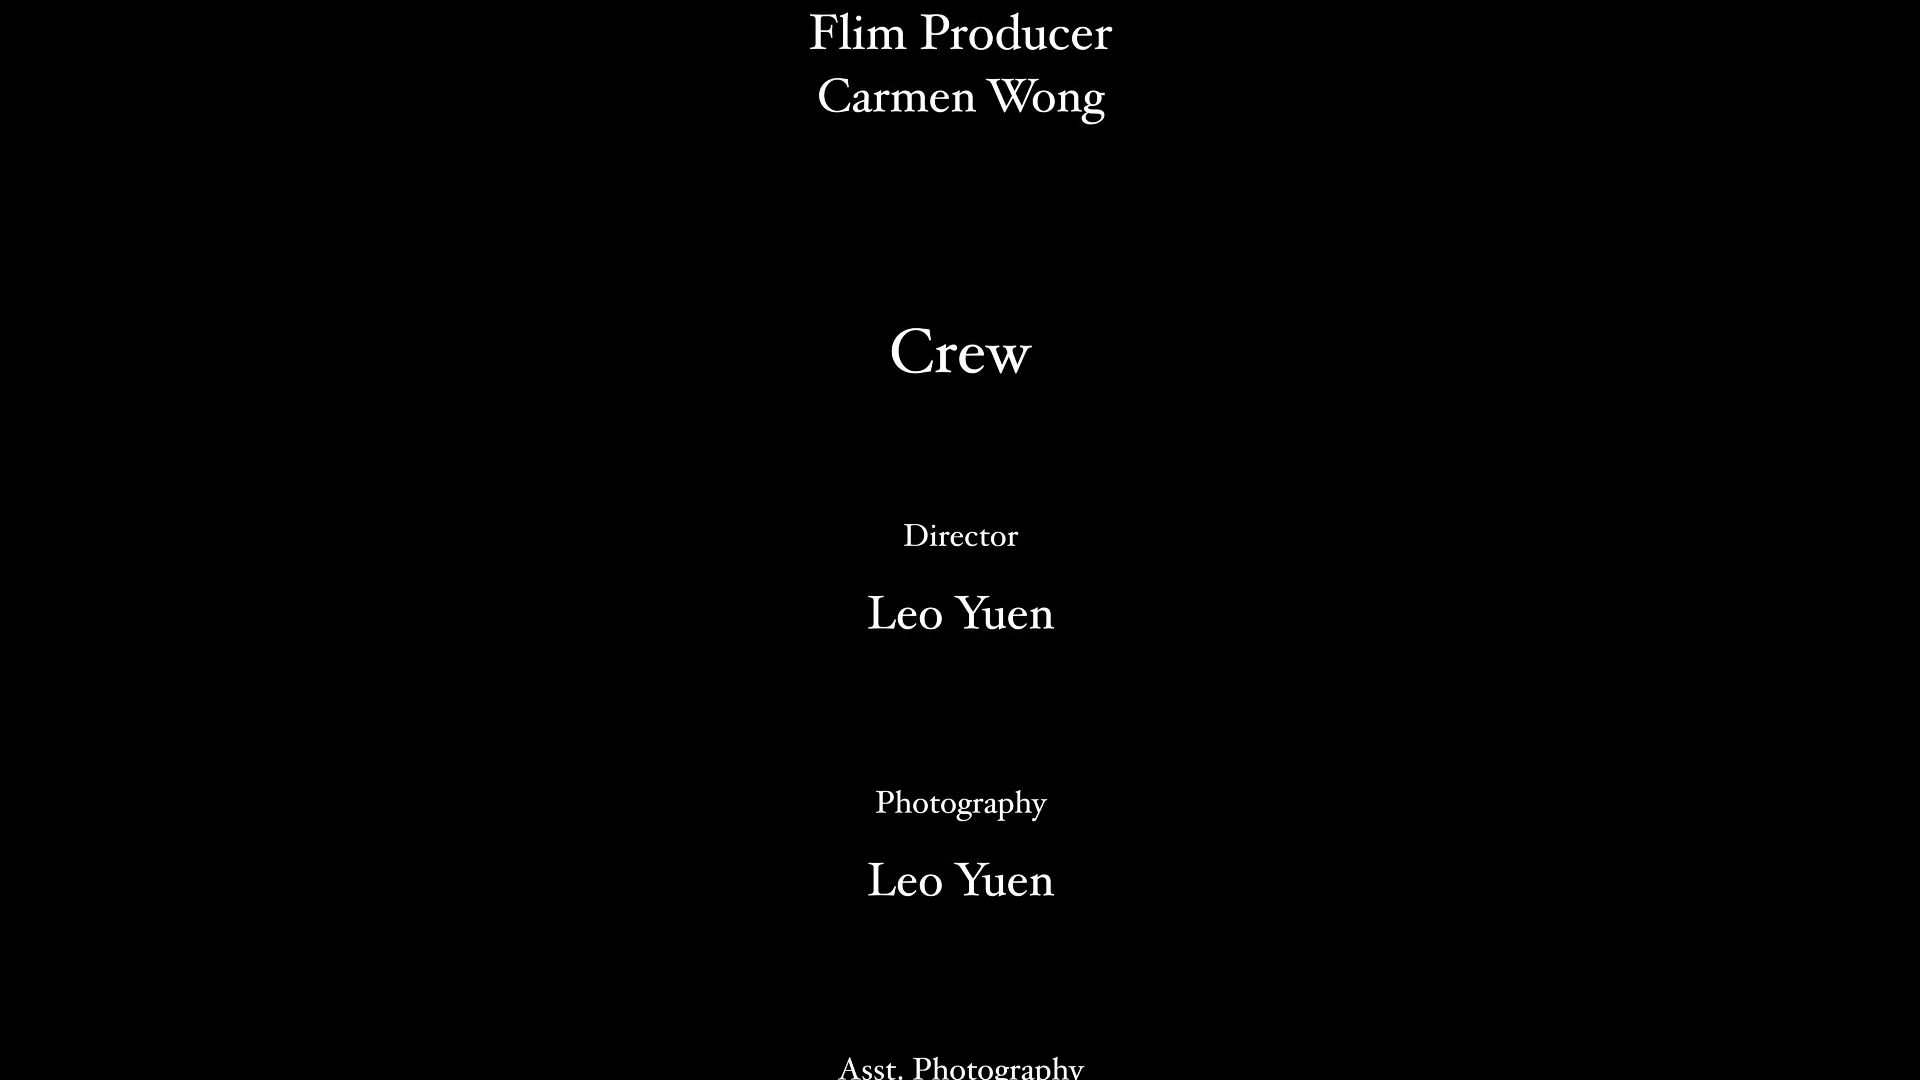 Flim Producer
Carmen Wong
Crew
Director
Leo Yuen
Photography
Leo Yuen
Asst. Photography